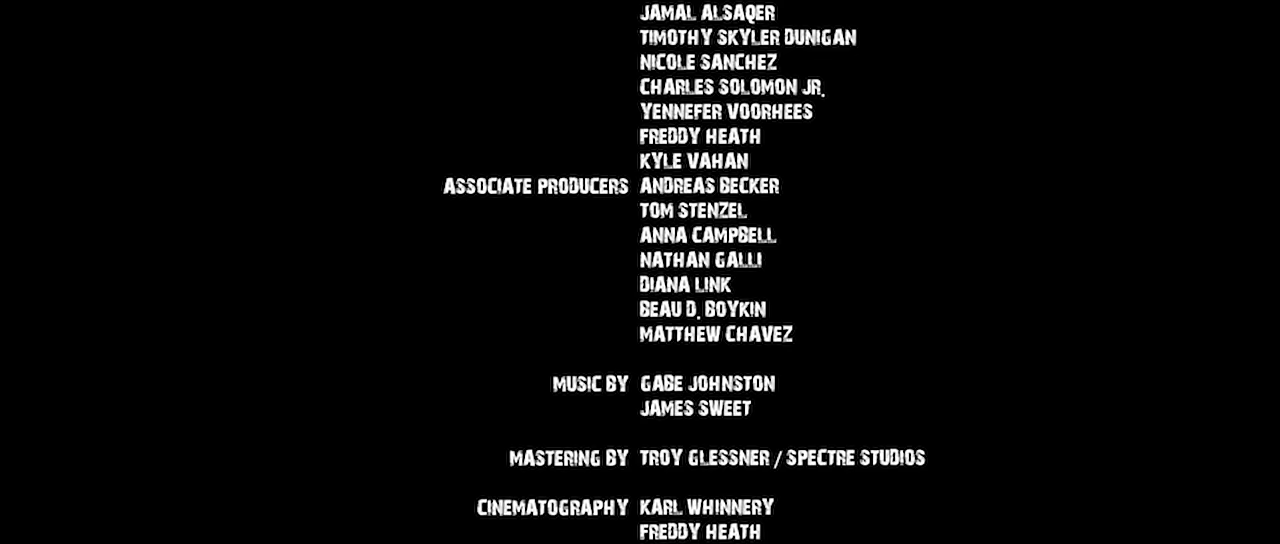 JAMAL ALSAQER
TIMOTHY SKYLER DUNIGAN
NICOLE SANCHEZ
CHARLES SOLOMON JR.
YENNEFER VOORHEES
FREDDY HEATH
KYLE VAHAN
ASSOCIATE PRODUCERS ANDREAS BECKER
TOM STENZEL
ANNA CAMPBELL
NATHAN GALLI
DIANA LINK
BEAU D. BOYKIN
MATTHEW CHAVEZ
MUSIC BY GABE JOHNSTON
JAMES SWEET
MASTERING BY TROY GLESSNER / SPECTRE STUDIOS
CINEMATOGRAPHY KARL WHINNERY
FREDDY HEATH